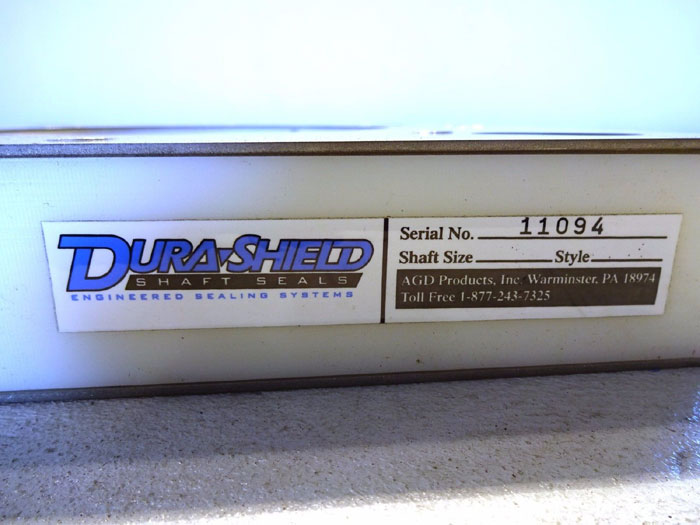 DURA-SHIELD
SHAFT SEALS
ENGINEERED SEALING SYSTEMS
Serial No. 11094
Shaft Size Style
AGD Products, Inc. Warminster, PA 18974
Toll Free 1-877-243-7325